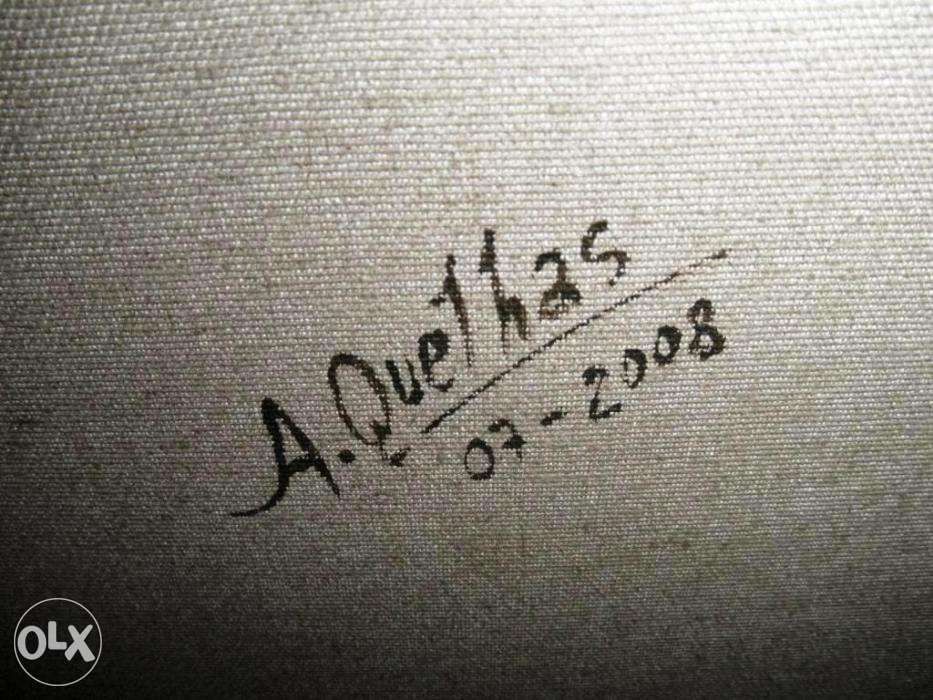 A. Quelhas
07-2008
OLX